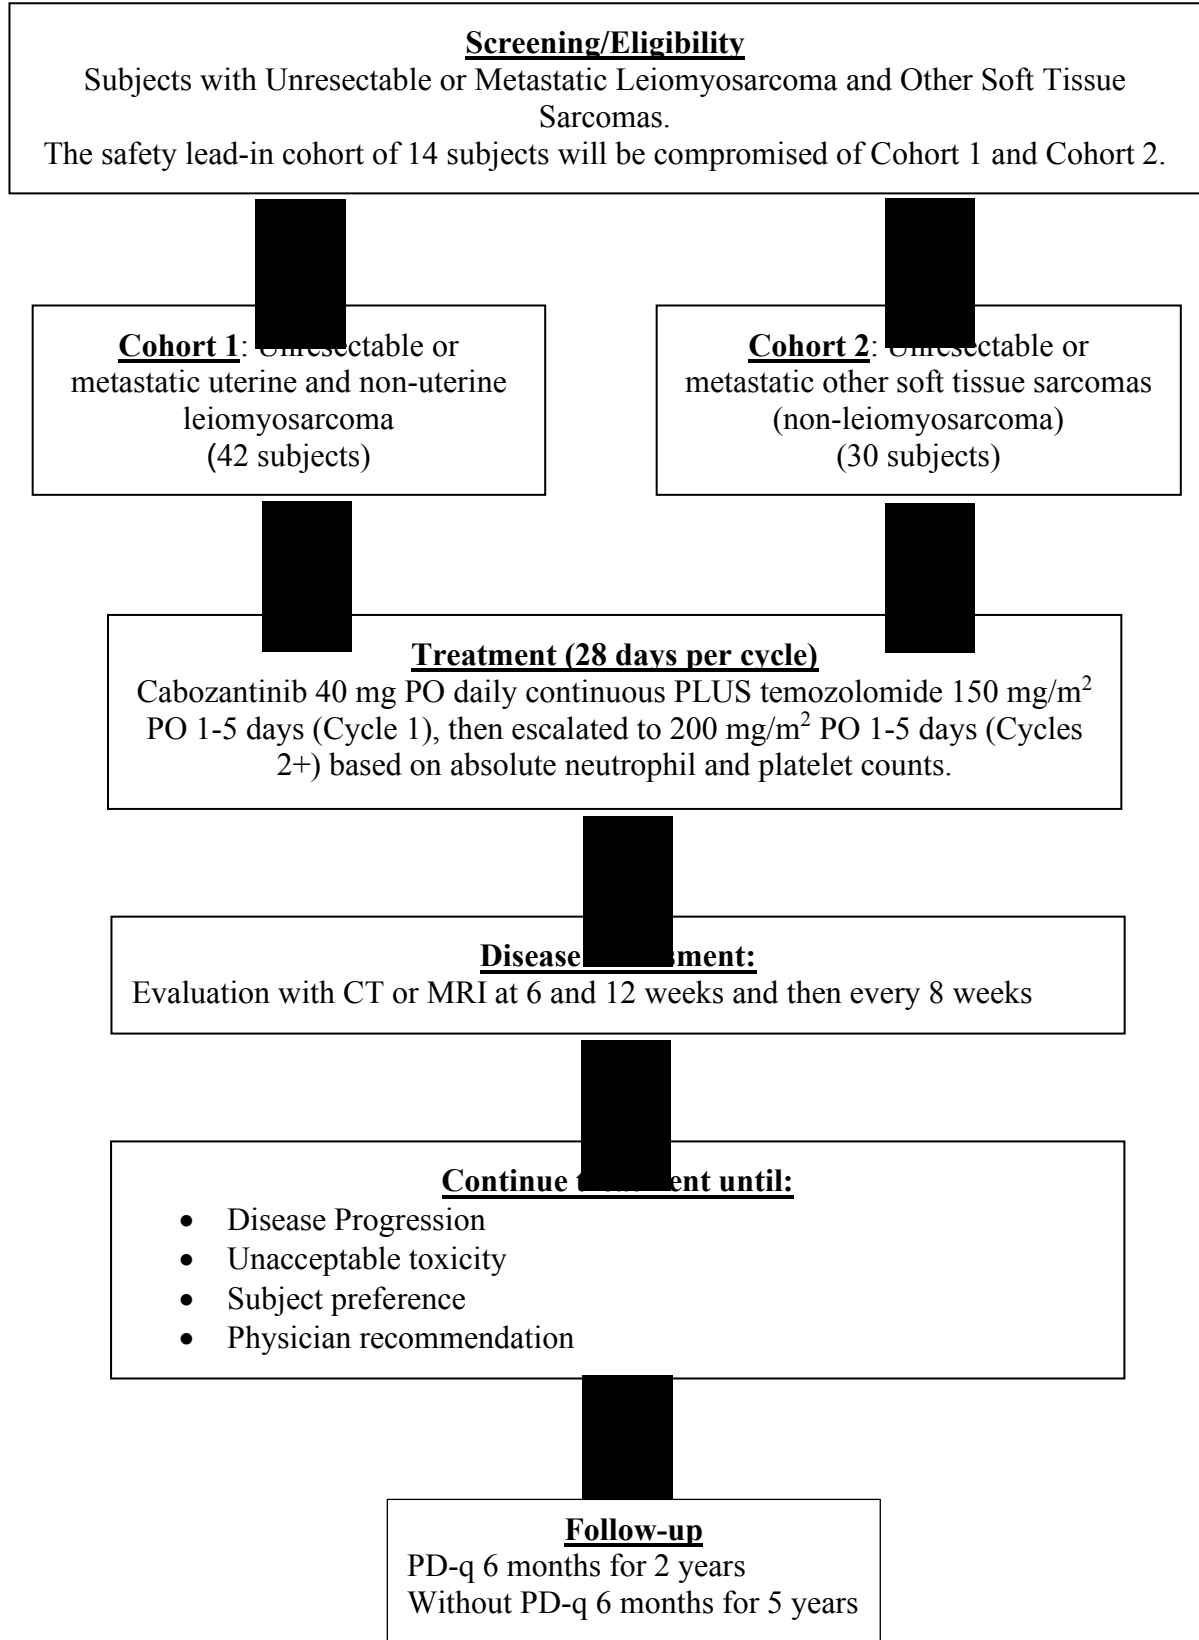 Screening/Eligibility
Subjects with Unresectable or Metastatic Leiomyosarcoma and Other Soft Tissue
Sarcomas.
The safety lead-in cohort of 14 subjects will be compromised of Cohort 1 and Cohort 2.
Cohort 1: Unresectable or
metastatic uterine and non-uterine
leiomyosarcoma
(42 subjects)
Cohort 2: Unresectable or
metastatic other soft tissue sarcomas
(non-leiomyosarcoma)
(30 subjects)
Treatment (28 days per cycle)
Cabozantinib 40 mg PO daily continuous PLUS temozolomide 150 mg/m²
PO 1-5 days (Cycle 1), then escalated to 200 mg/m² PO 1-5 days (Cycles
2+) based on absolute neutrophil and platelet counts.
Disease
Evaluation with CT or MRI at 6 and 12 weeks and then every 8 weeks
Continue until:
• Disease Progression
• Unacceptable toxicity
• Subject preference
• Physician recommendation
Follow-up
PD-q 6 months for 2 years
Without PD-q 6 months for 5 years